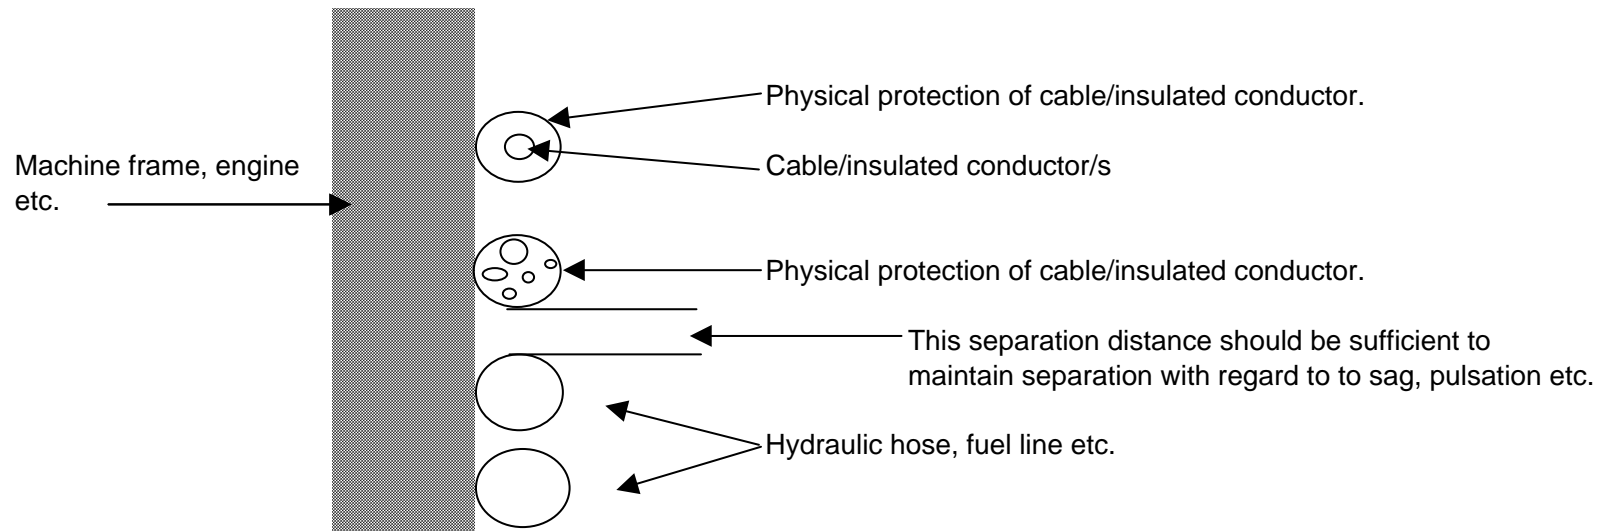 Physical protection of cable/insulated conductor.
Machine frame, engine
etc.
Cable/insulated conductor/s
Physical protection of cable/insulated conductor.
This separation distance should be sufficient to
maintain separation with regard to to sag, pulsation etc.
Hydraulic hose, fuel line etc.